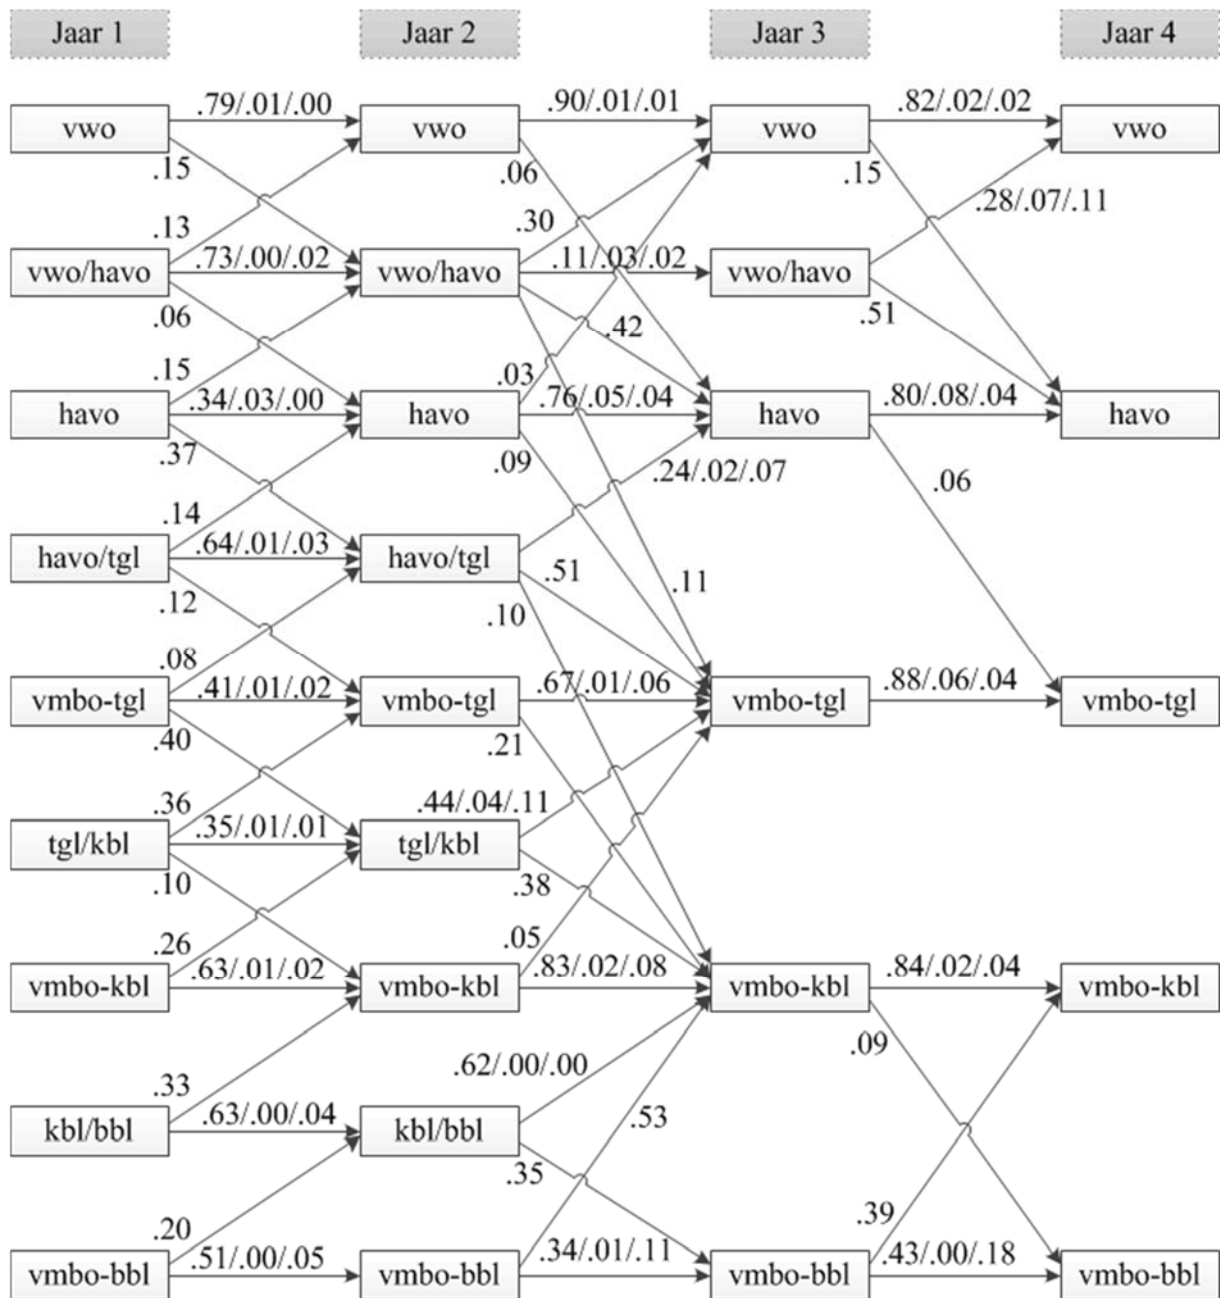 Jaar 1 Jaar 2 Jaar 3 Jaar 4
.79/.01/.00 .90/.01/.01 .82/.02/.02
vwo vwo vwo vwo
.15 .06 .15
.28/.07/.11
.13 .30
.73/.00/.02 .11/.03/.02
vwo/havo vwo/havo vwo/havo
.06 .42 .51
.15 .03
.34/.03/.00 .76/.05/.04 .80/.08/.04
havo havo havo havo
.37 .09 .24/.02/.07 .06
.14
.64/.01/.03
havo/tgl havo/tgl .51
.12 .10 .11
.08
.41/.01/.02 .67/.01/.06 .88/.06/.04
vmbo-tgl vmbo-tgl vmbo-tgl vmbo-tgl
.40 .21
.36 .44/.04/.11
.35/.01/.01
tgl/kbl tgl/kbl
.10 .38
.26 .05
.63/.01/.02 .83/.02/.08 .84/.02/.04
vmbo-kbl vmbo-kbl vmbo-kbl vmbo-kbl
.09
.62/.00/.00
.33
.63/.00/.04 .53
kbl/bbl kbl/bbl
.35
.20 .39
.51/.00/.05 .34/.01/.11 .43/.00/.18
vmbo-bbl vmbo-bbl vmbo-bbl vmbo-bbl